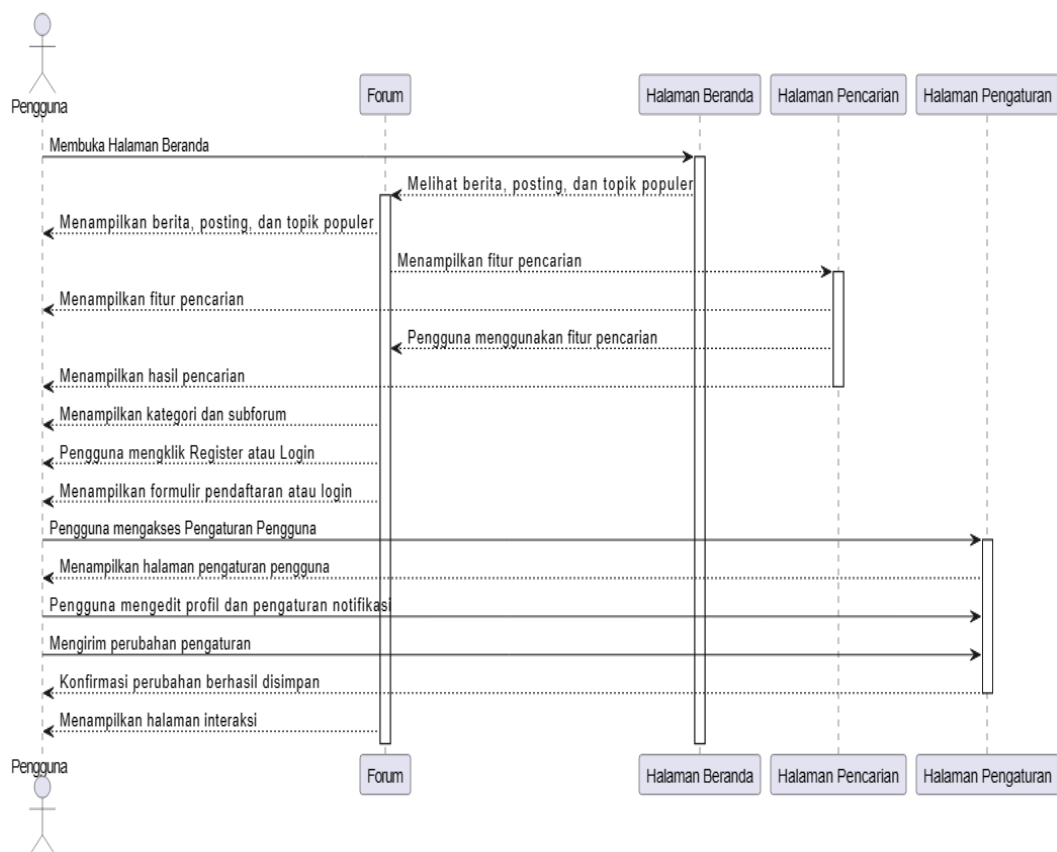 Pengguna
Forum
Halaman Beranda
Halaman Pencarian
Halaman Pengaturan
Membuka Halaman Beranda
Melihat berita, posting, dan topik populer
Menampilkan berita, posting, dan topik populer
Menampilkan fitur pencarian
Menampilkan fitur pencarian
Pengguna menggunakan fitur pencarian
Menampilkan hasil pencarian
Menampilkan kategori dan subforum
Pengguna mengklik Register atau Login
Menampilkan formulir pendaftaran atau login
Pengguna mengakses Pengaturan Pengguna
Menampilkan halaman pengaturan pengguna
Pengguna mengedit profil dan pengaturan notifikasi
Mengirim perubahan pengaturan
Konfirmasi perubahan berhasil disimpan
Menampilkan halaman interaksi
Pengguna
Forum
Halaman Beranda
Halaman Pencarian
Halaman Pengaturan